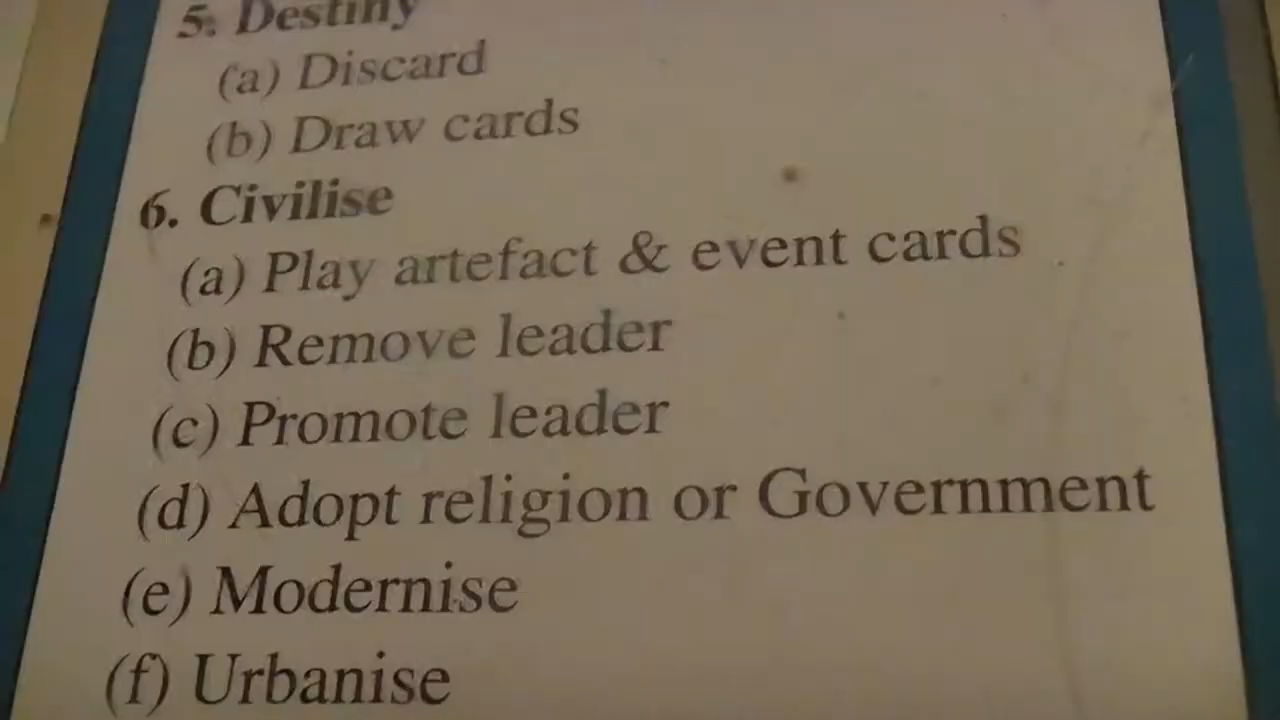 5. Destiny
(a) Discard
(b) Draw cards
6. Civilise
(a) Play artefact & event cards
(b) Remove leader
(c) Promote leader
(d) Adopt religion or Government
(e) Modernise
(f) Urbanise